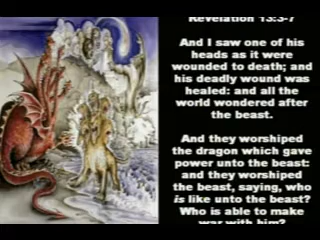 Revelation 13:3-7
And I saw one of his
heads as it were
wounded to death; and
his deadly wound was
healed: and all the
world wondered after
the beast.
And they worshiped
the dragon which gave
power unto the beast:
and they worshiped
the beast, saying, who
is like unto the beast?
Who is able to make
war with him?